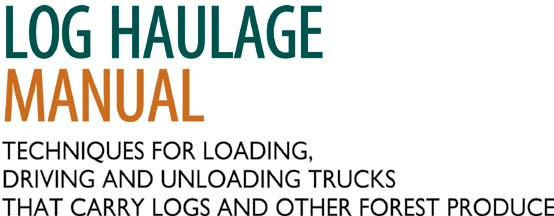 LOG HAULAGE
MANUAL
TECHNIQUES FOR LOADING,
DRIVING AND UNLOADING TRUCKS
THAT CARRY LOGS AND OTHER FOREST PRODUCE